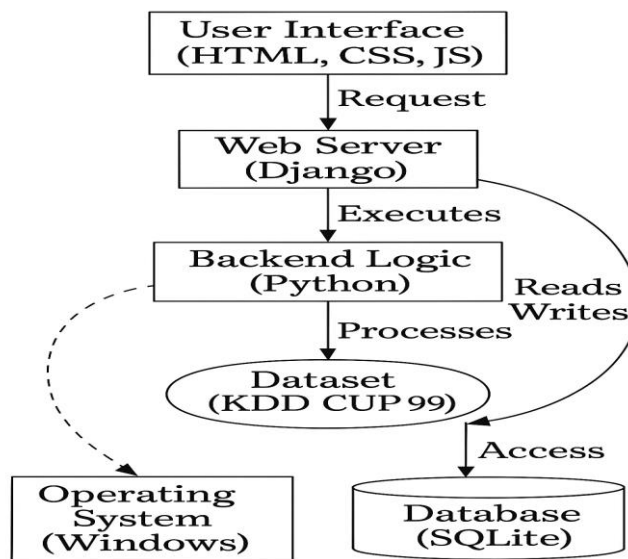 User Interface
(HTML, CSS, JS)
Request
Web Server
(Django)
Executes
Backend Logic
(Python)
Reads
Writes
Processes
Dataset
(KDD CUP 99)
Access
Operating
System
(Windows)
Database
(SQLite)